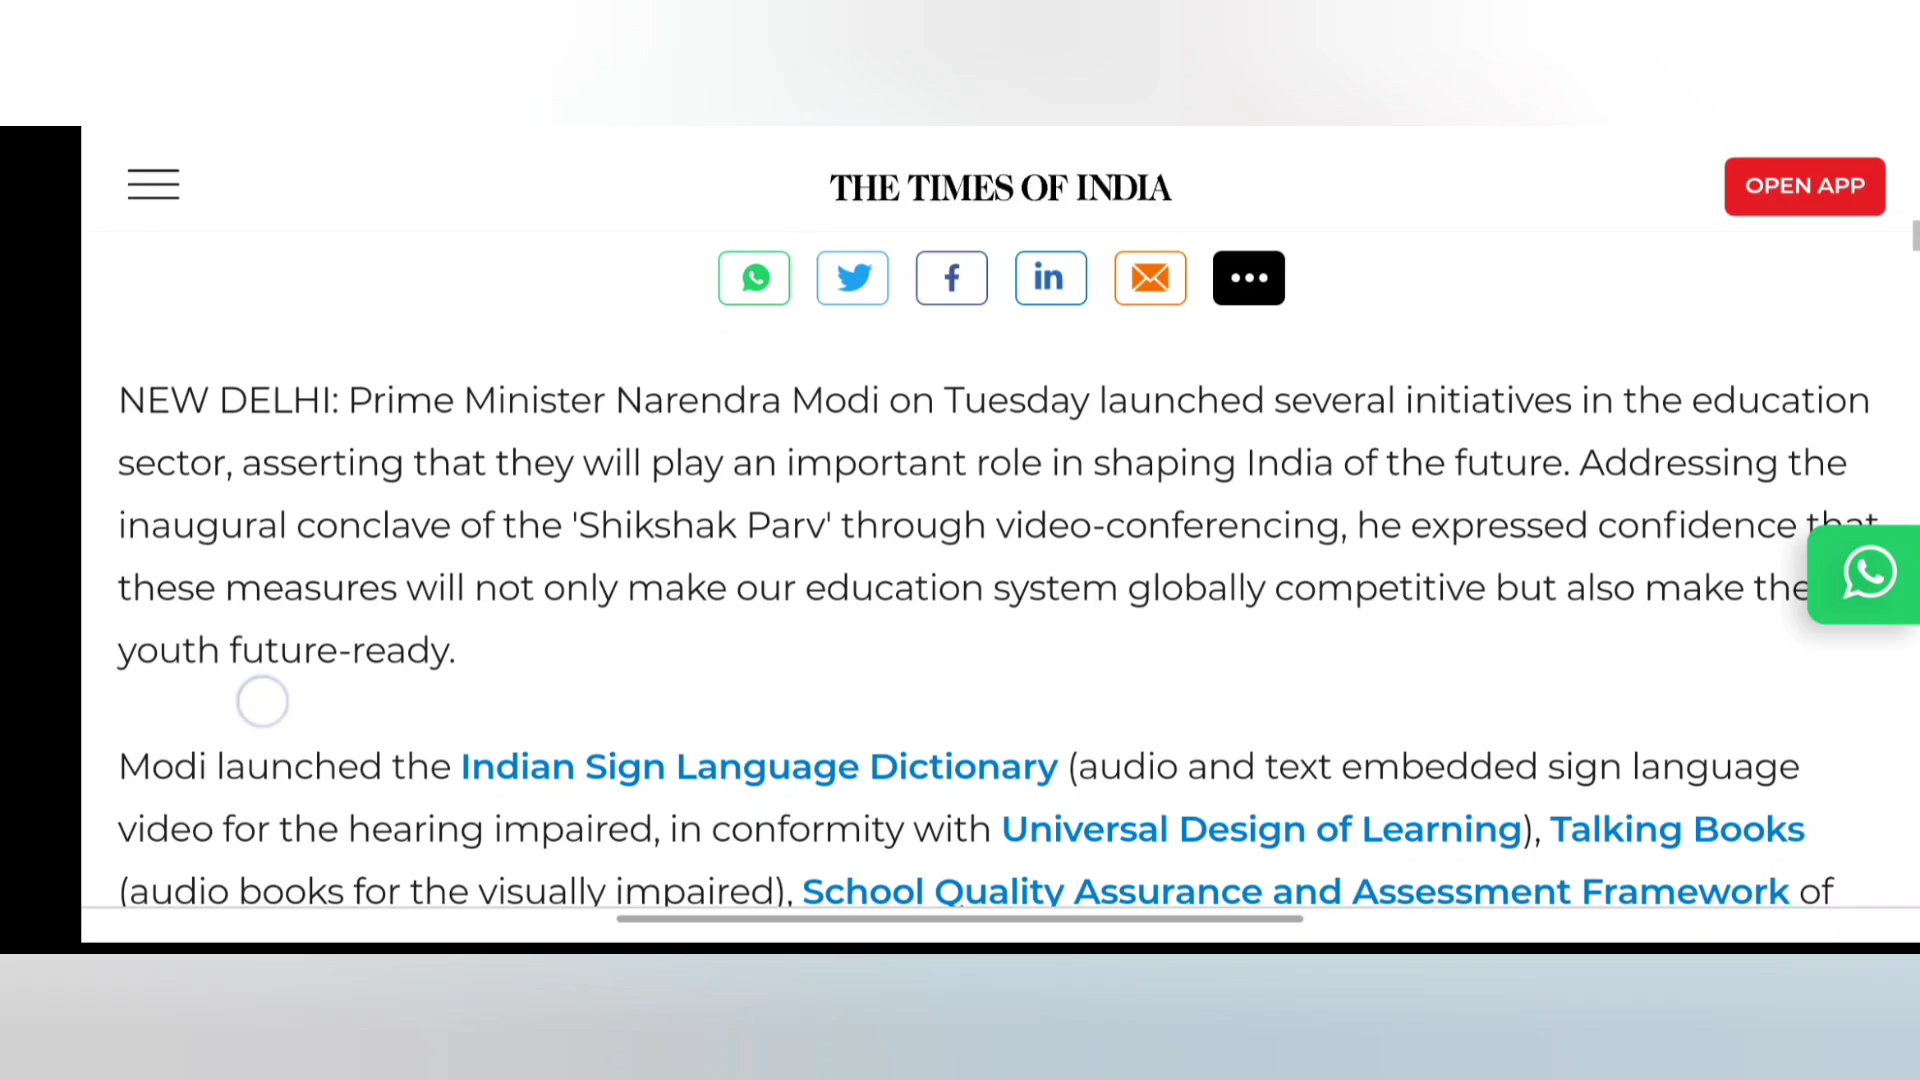 THE TIMES OF INDIA
OPEN APP
NEW DELHI: Prime Minister Narendra Modi on Tuesday launched several initiatives in the education
sector, asserting that they will play an important role in shaping India of the future. Addressing the
inaugural conclave of the 'Shikshak Parv' through video-conferencing, he expressed confidence that
these measures will not only make our education system globally competitive but also make the
youth future-ready.
Modi launched the Indian Sign Language Dictionary (audio and text embedded sign language
video for the hearing impaired, in conformity with Universal Design of Learning), Talking Books
(audio books for the visually impaired), School Quality Assurance and Assessment Framework of